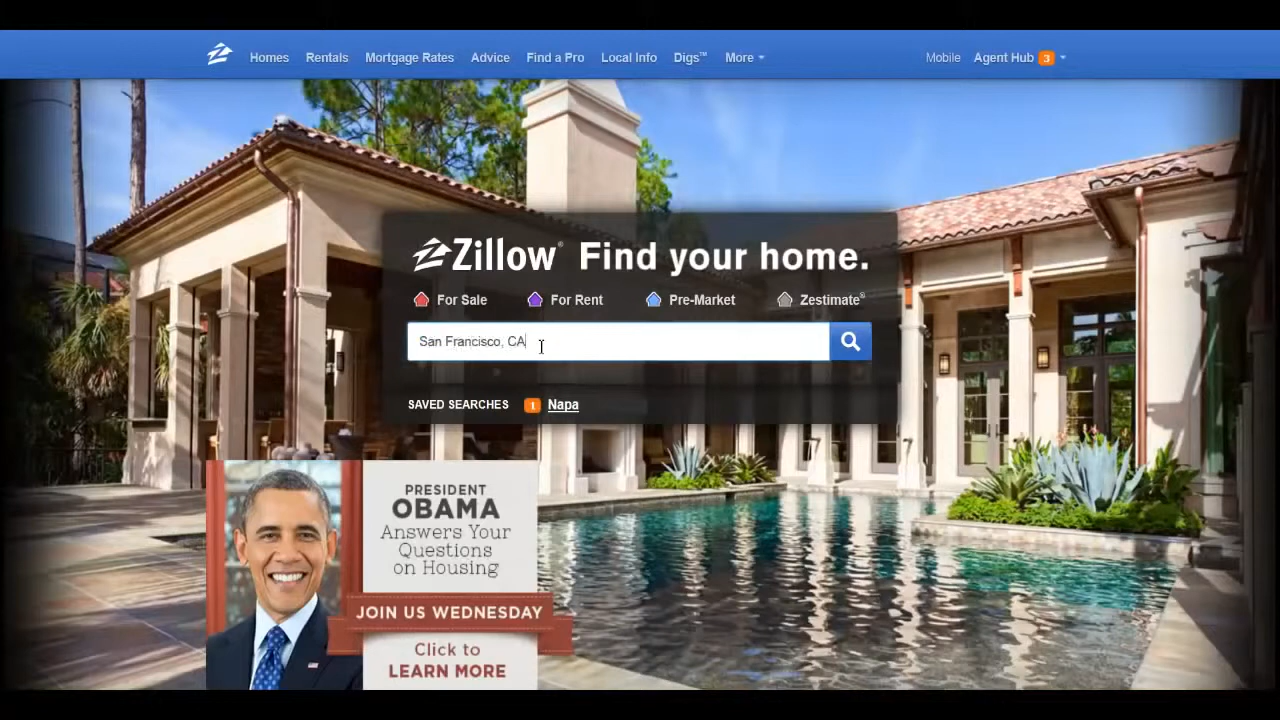 Homes Rentals Mortgage Rates Advice Find a Pro Local Info Digs™ More Mobile Agent Hub 3
Zillow® Find your home.
For Sale For Rent Pre-Market Zestimate®
San Francisco, CA
SAVED SEARCHES 1 Napa
PRESIDENT
OBAMA
Answers Your
Questions
on Housing
JOIN US WEDNESDAY
Click to
LEARN MORE